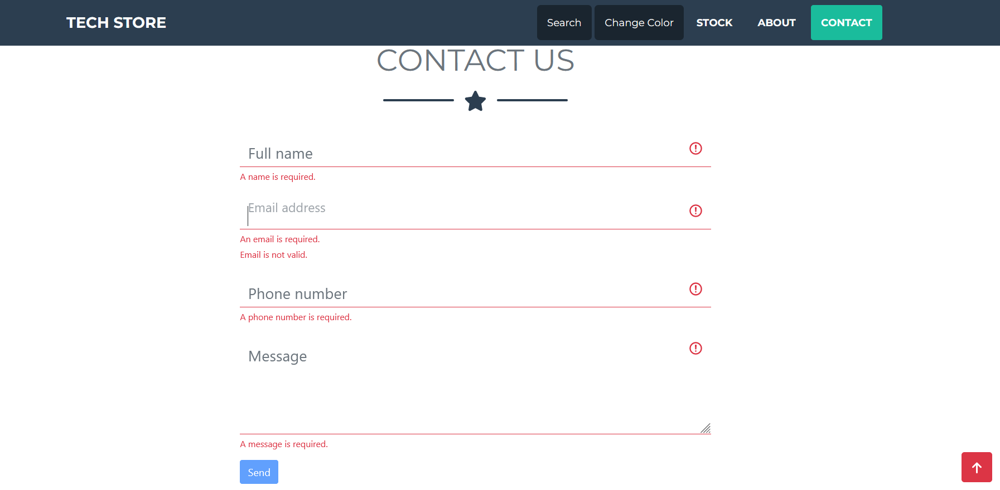 TECH STORE
Search Change Color STOCK ABOUT CONTACT
CONTACT US
Full name
A name is required.
Email address
An email is required.
Email is not valid.
Phone number
A phone number is required.
Message
A message is required.
Send